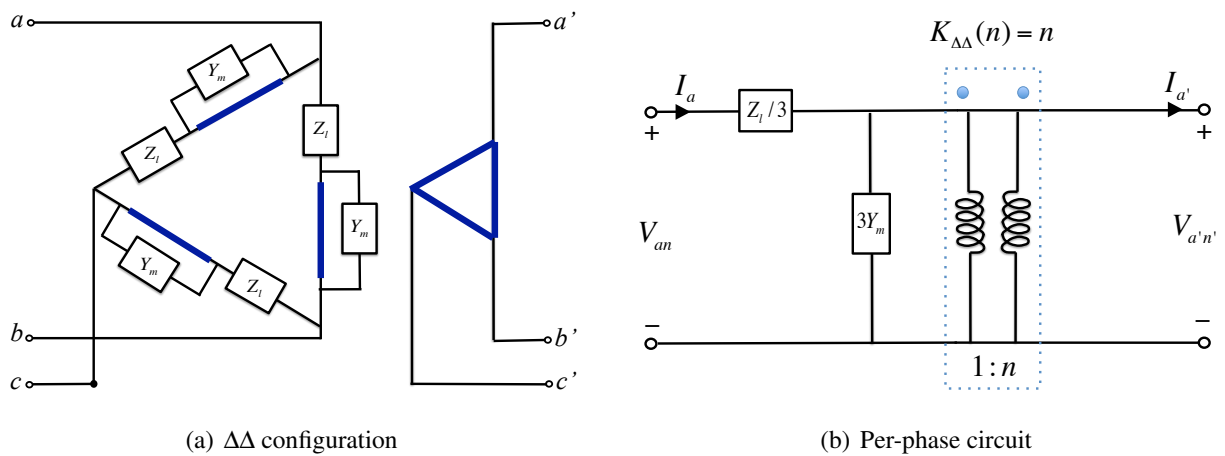 a
Y_m
Z_l
Z_l
Y_m
Y_m
Z_l
b
c
a'
b'
c'
(a) ΔΔ configuration
K_ΔΔ(n) = n
I_a
Z_l / 3
I_a'
+
+
V_an
3Y_m
V_a'n'
−
−
1 : n
(b) Per-phase circuit